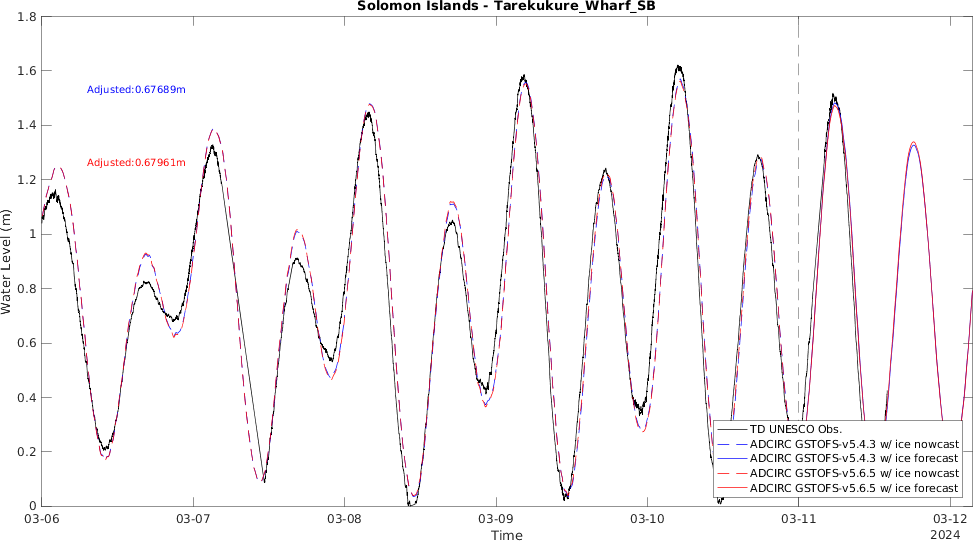 Solomon Islands - Tarekukure_Wharf_SB
1.8
1.6
1.4
1.2
1
0.8
0.6
0.4
0.2
0
Water Level (m)
Adjusted:0.67689m
Adjusted:0.67961m
TD UNESCO Obs.
ADCIRC GSTOFS-v5.4.3 w/ ice nowcast
ADCIRC GSTOFS-v5.4.3 w/ ice forecast
ADCIRC GSTOFS-v5.6.5 w/ ice nowcast
ADCIRC GSTOFS-v5.6.5 w/ ice forecast
03-06 03-07 03-08 03-09 03-10 03-11 03-12
Time
2024